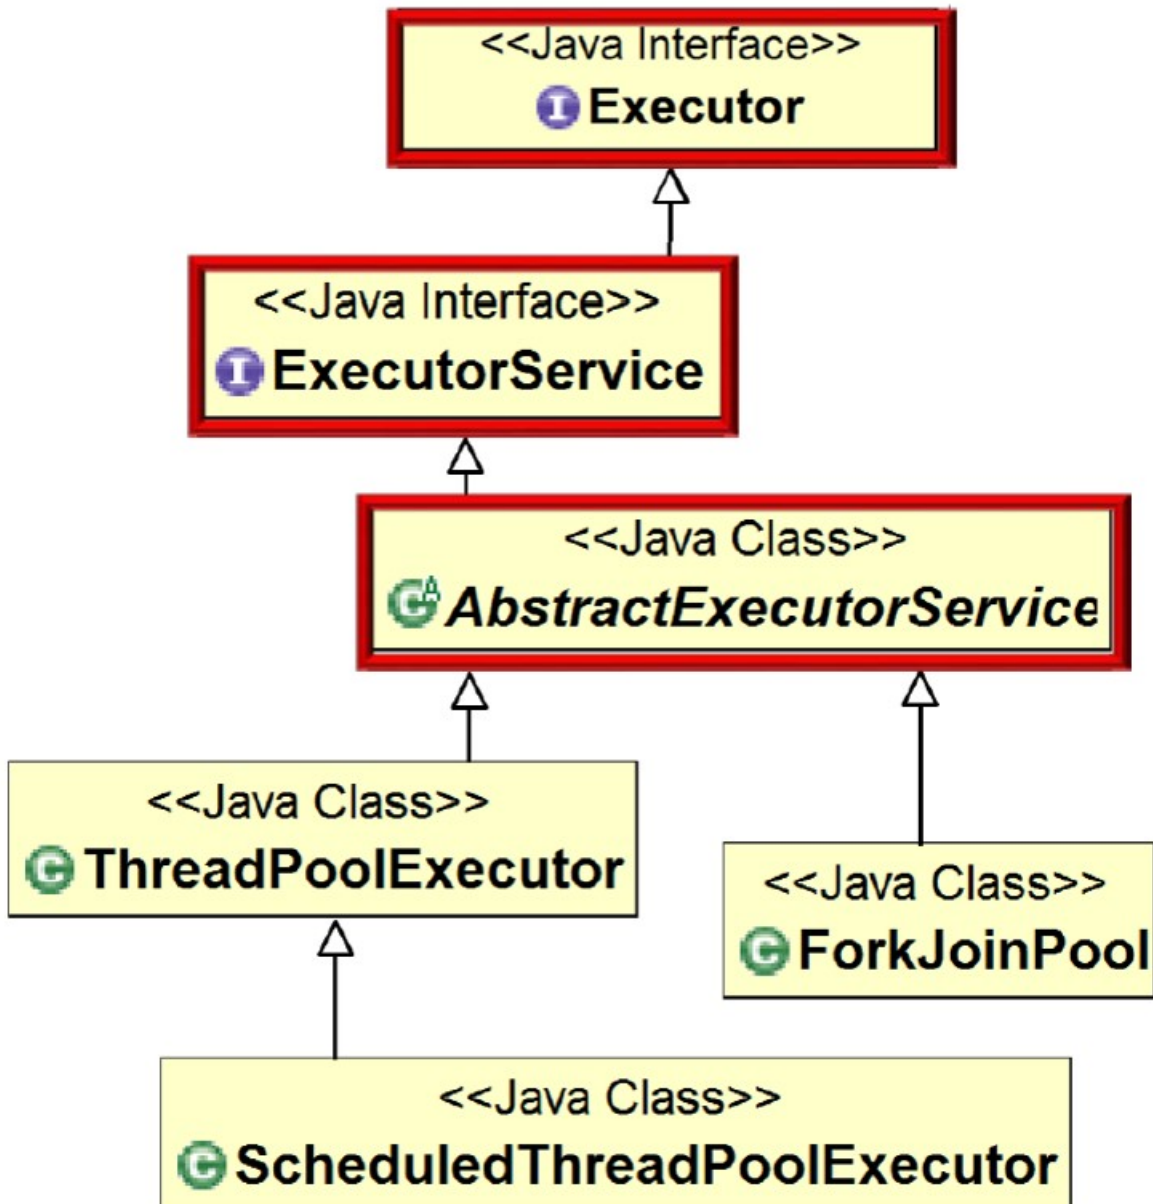 <<Java Interface>>
I Executor
<<Java Interface>>
I ExecutorService
<<Java Class>>
C A AbstractExecutorService
<<Java Class>>
C ThreadPoolExecutor
<<Java Class>>
C ForkJoinPool
<<Java Class>>
C ScheduledThreadPoolExecutor